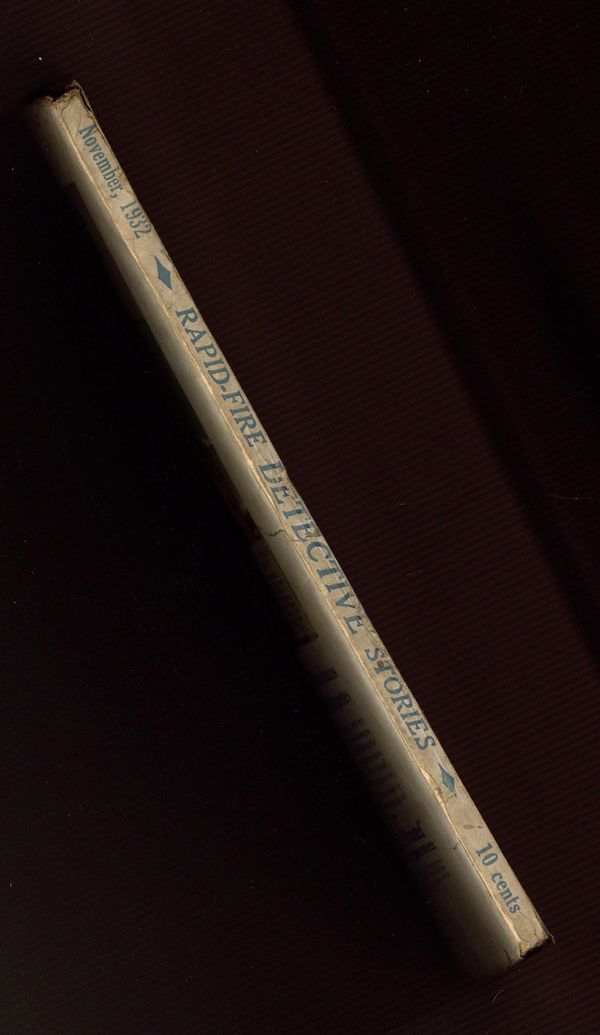 November, 1932 ◆ RAPID-FIRE DETECTIVE STORIES ◆ 10 cents